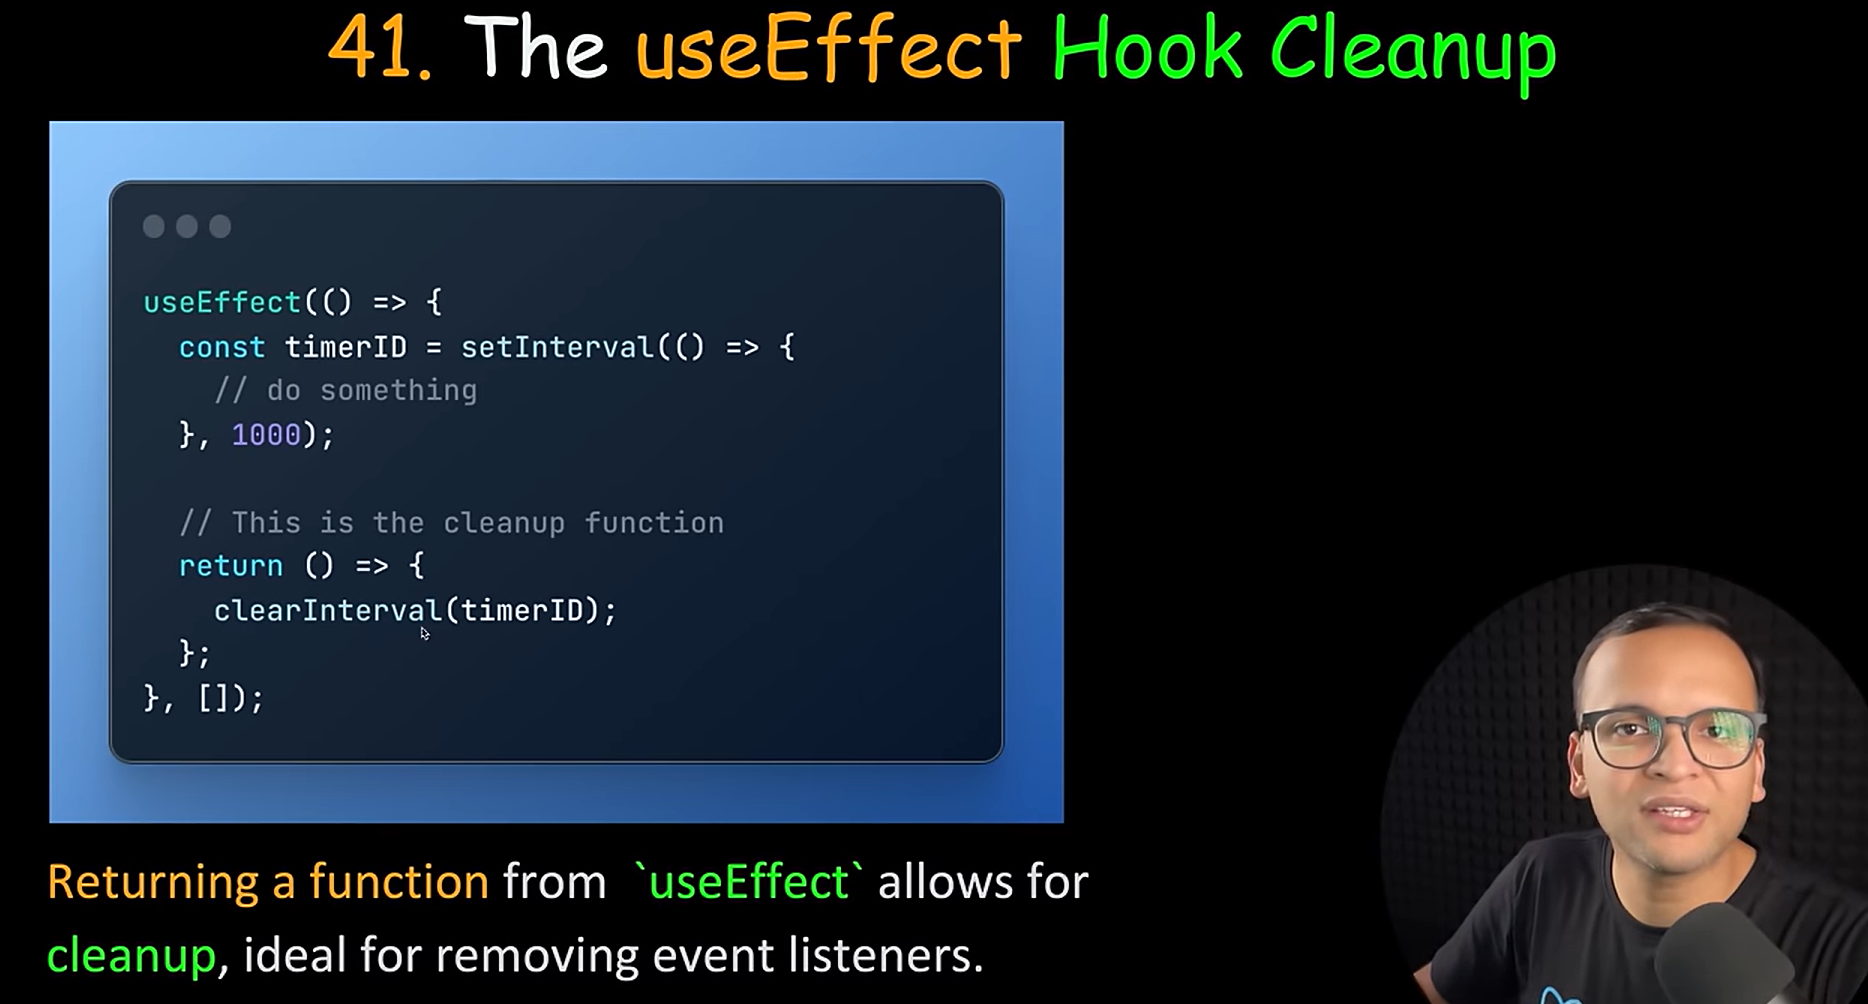 41. The useEffect Hook Cleanup
useEffect(() => {
  const timerID = setInterval(() => {
    // do something
  }, 1000);

  // This is the cleanup function
  return () => {
    clearInterval(timerID);
  };
}, []);
Returning a function from `useEffect` allows for
cleanup, ideal for removing event listeners.